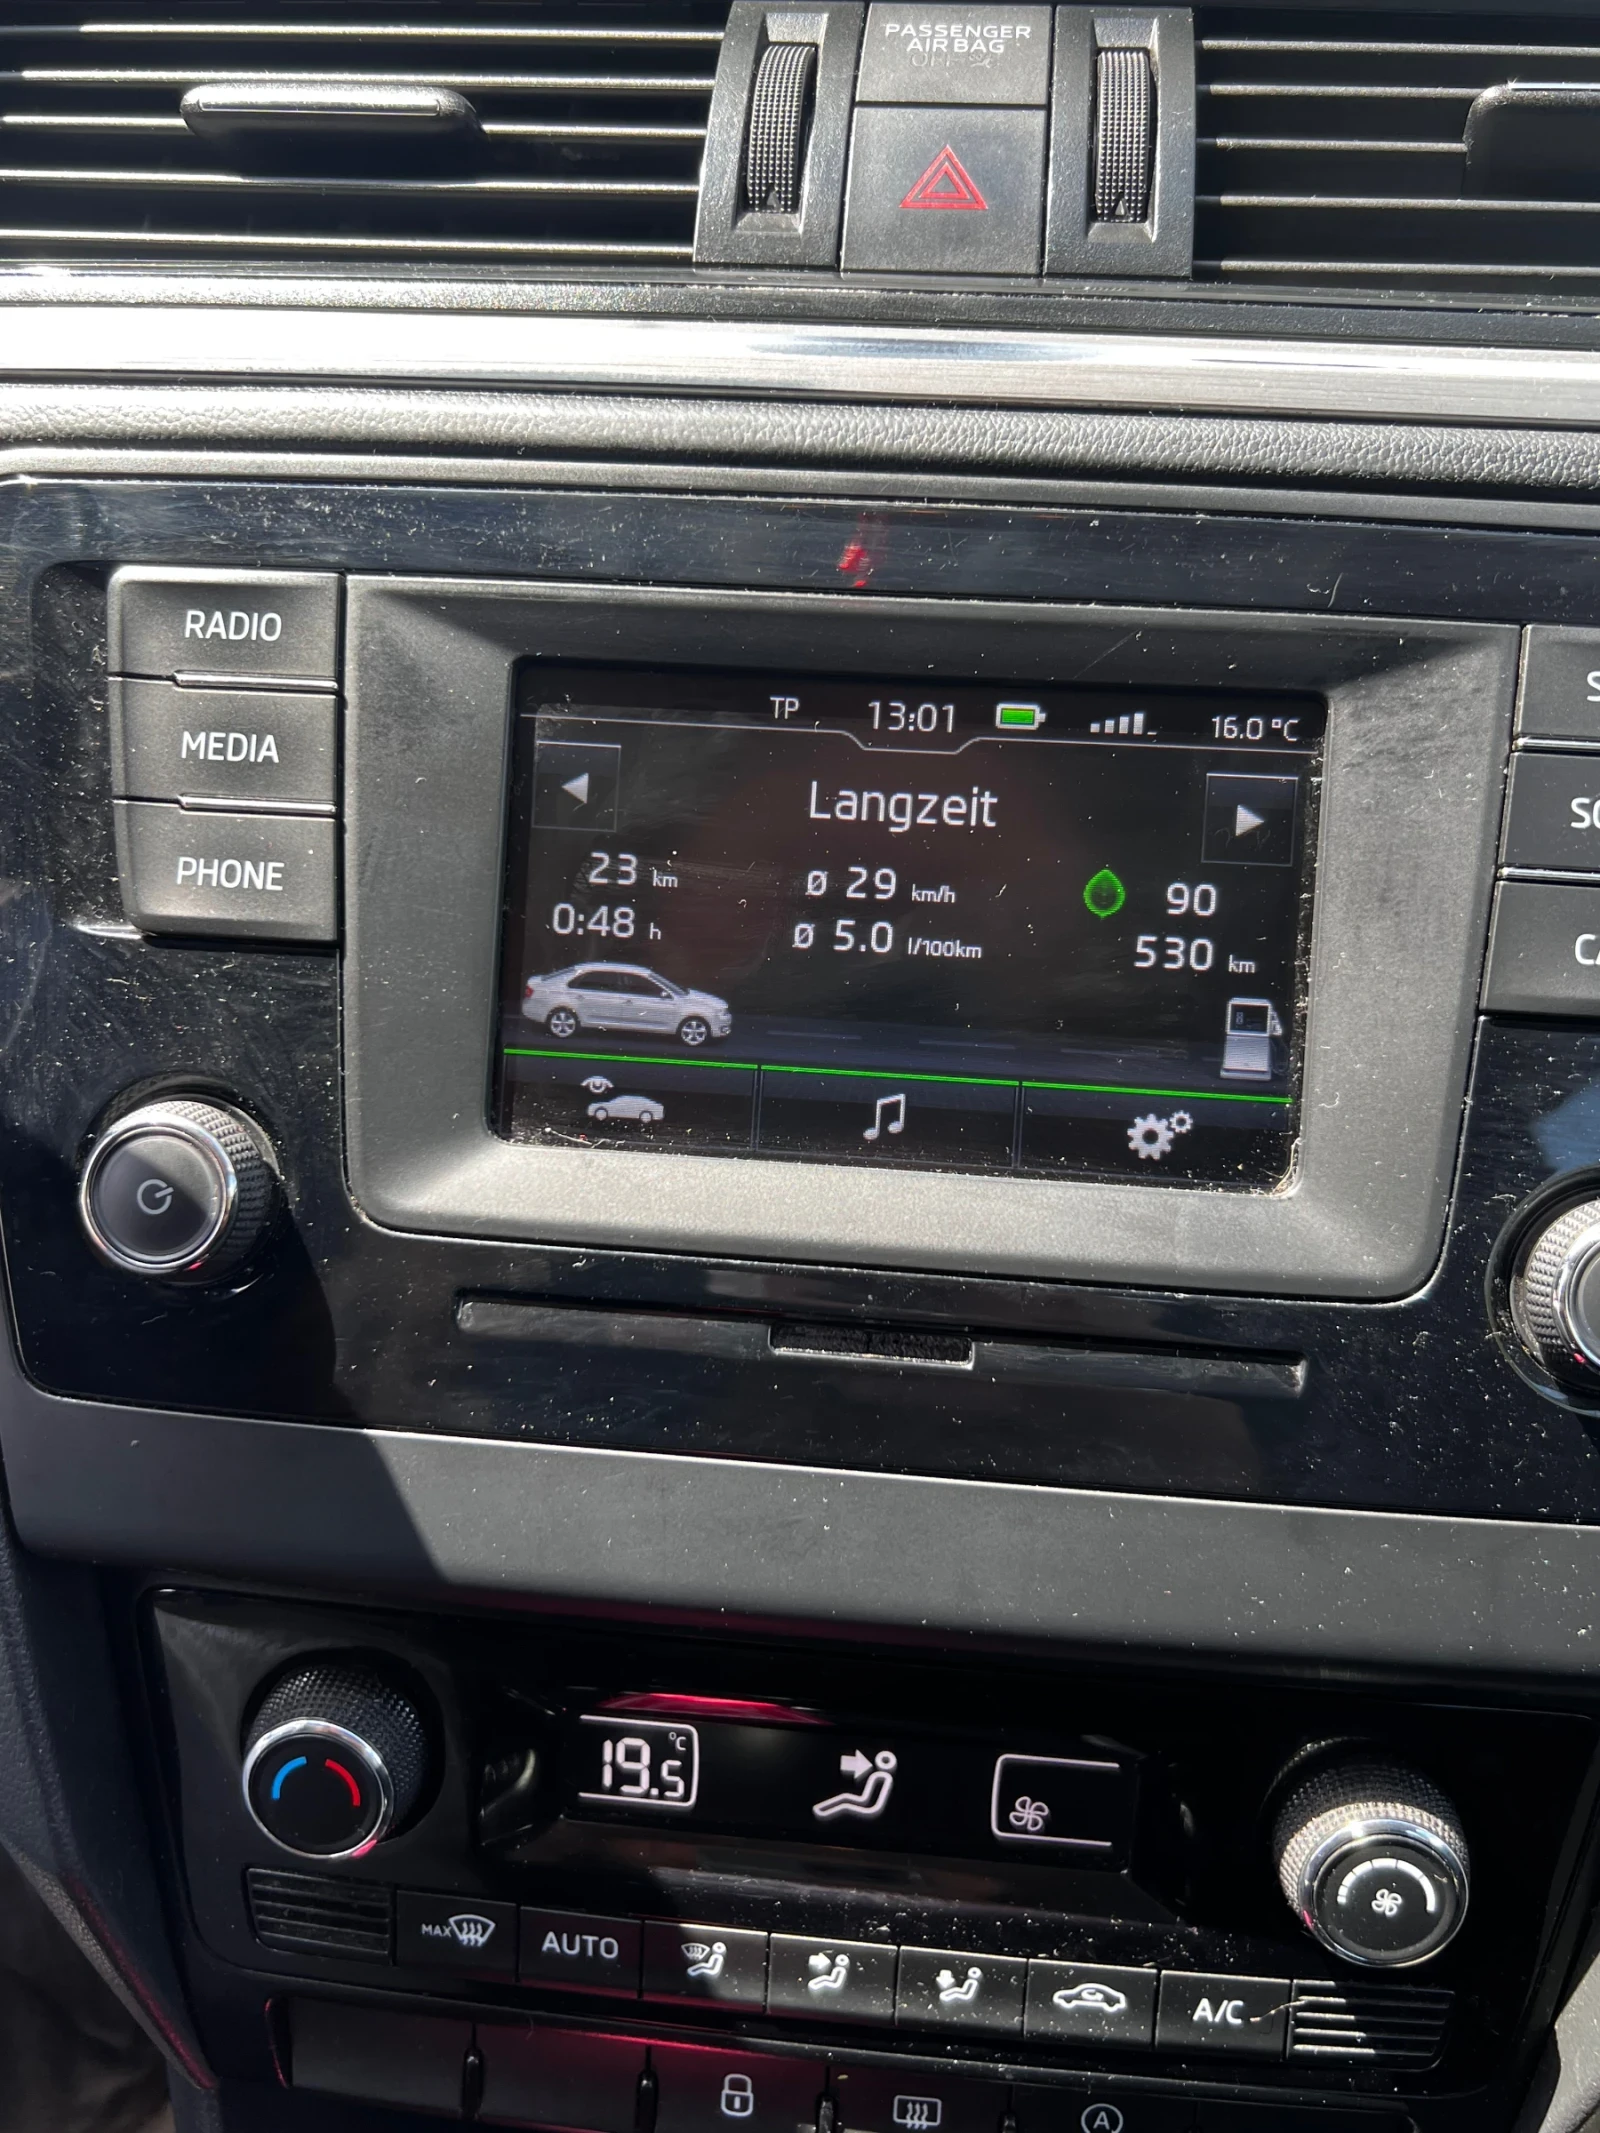 PASSENGER
AIR BAG
OFF
RADIO
MEDIA
PHONE
TP 13:01 16.0 °C
Langzeit
23 km ø 29 km/h 90
0:48 h ø 5.0 l/100km 530 km
19.5 °C
MAX
AUTO
A/C
A